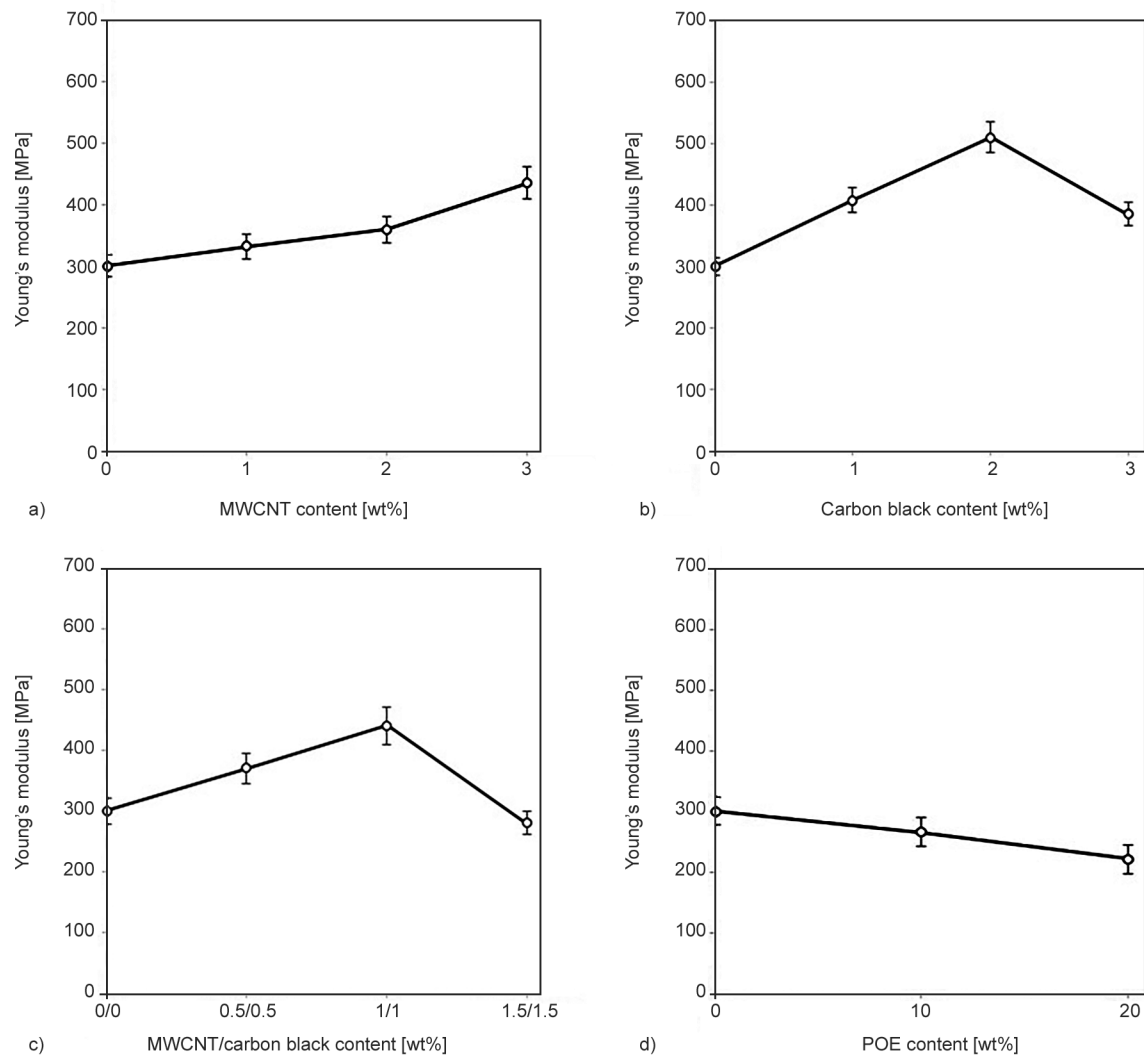 700
600
500
400
300
200
100
0
Young's modulus [MPa]
0 1 2 3
a) MWCNT content [wt%]
700
600
500
400
300
200
100
0
Young's modulus [MPa]
0 1 2 3
b) Carbon black content [wt%]
700
600
500
400
300
200
100
0
Young's modulus [MPa]
0/0 0.5/0.5 1/1 1.5/1.5
c) MWCNT/carbon black content [wt%]
700
600
500
400
300
200
100
0
Young's modulus [MPa]
0 10 20
d) POE content [wt%]